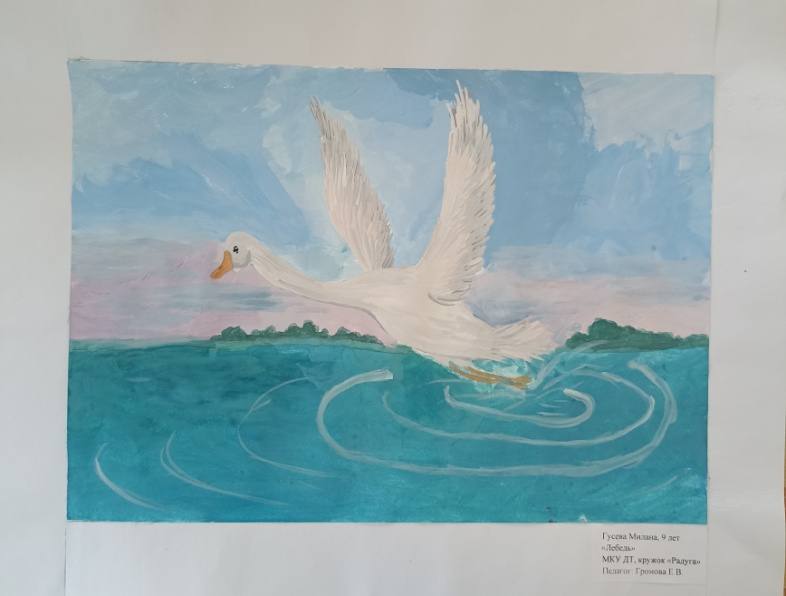 Гусева Милана, 9 лет
«Лебедь»
МКУ ДТ, кружок «Радуга»
Педагог: Громова Е.В.